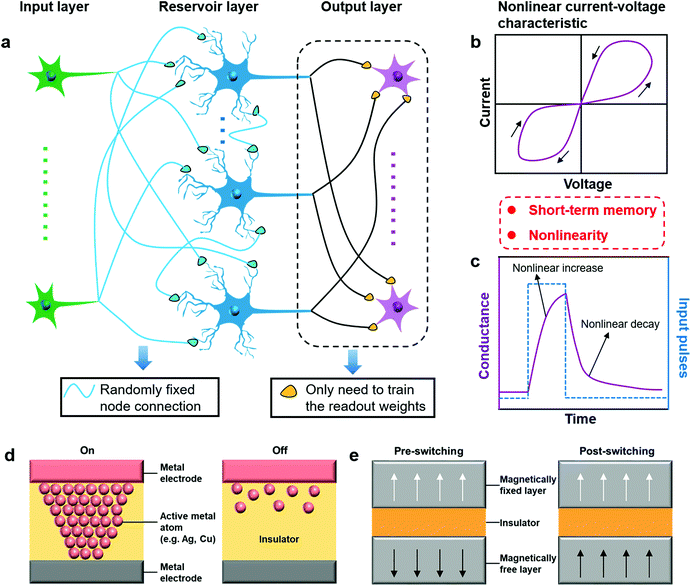 Input layer
Reservoir layer
Output layer
a
Randomly fixed
node connection
Only need to train
the readout weights
Nonlinear current-voltage
characteristic
b
Current
Voltage
Short-term memory
Nonlinearity
c
Nonlinear increase
Nonlinear decay
Conductance
Input pulses
Time
d
On
Off
Metal
electrode
Active metal
atom
(e.g. Ag, Cu)
Metal
electrode
Insulator
e
Pre-switching
Post-switching
Magnetically
fixed layer
Insulator
Magnetically
free layer